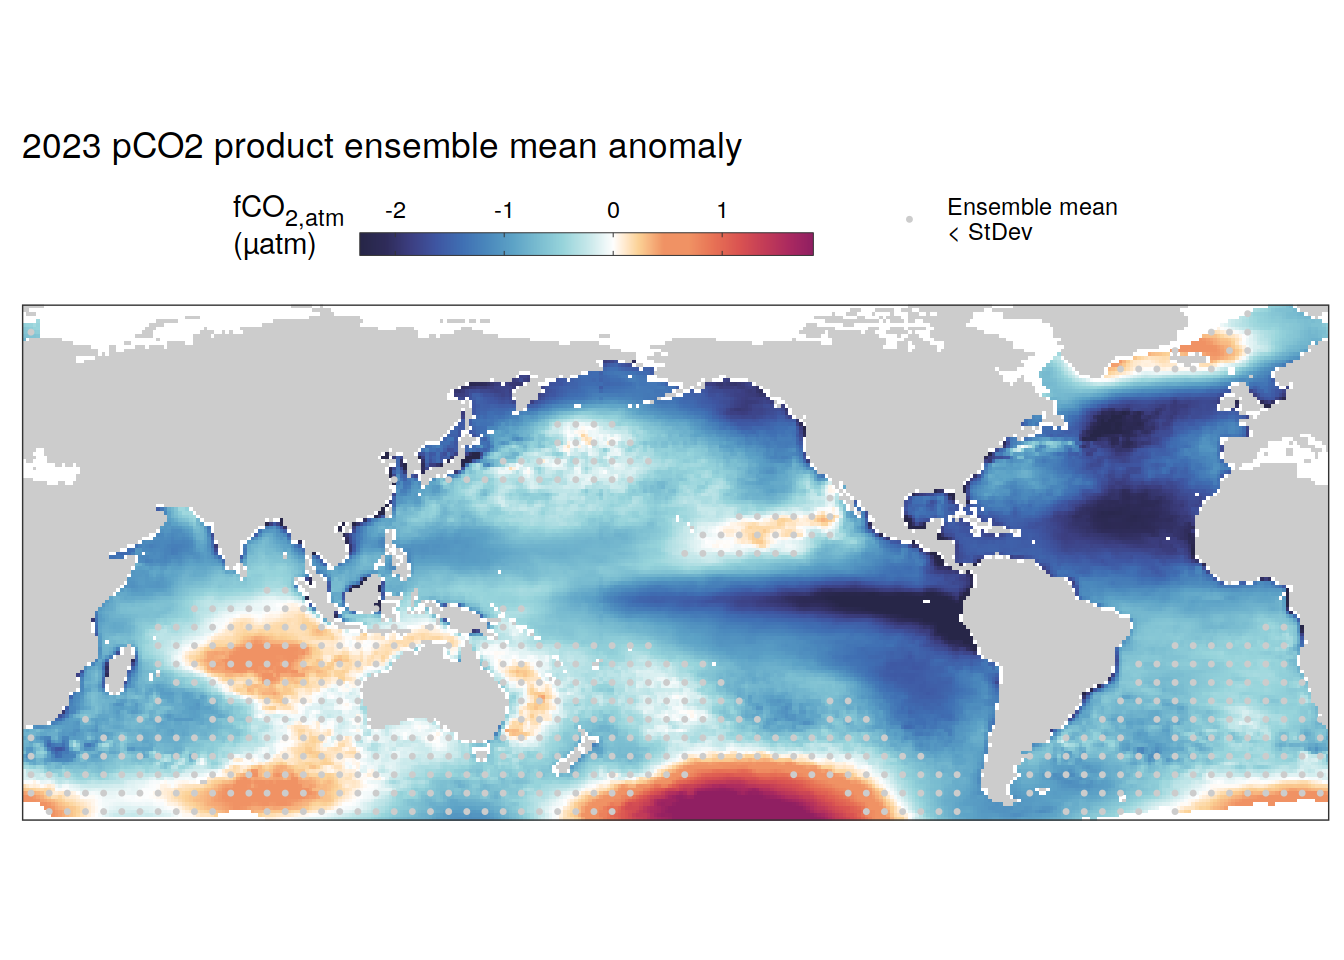 2023 pCO2 product ensemble mean anomaly
fCO2,atm
(µatm)
-2 -1 0 1
Ensemble mean
< StDev